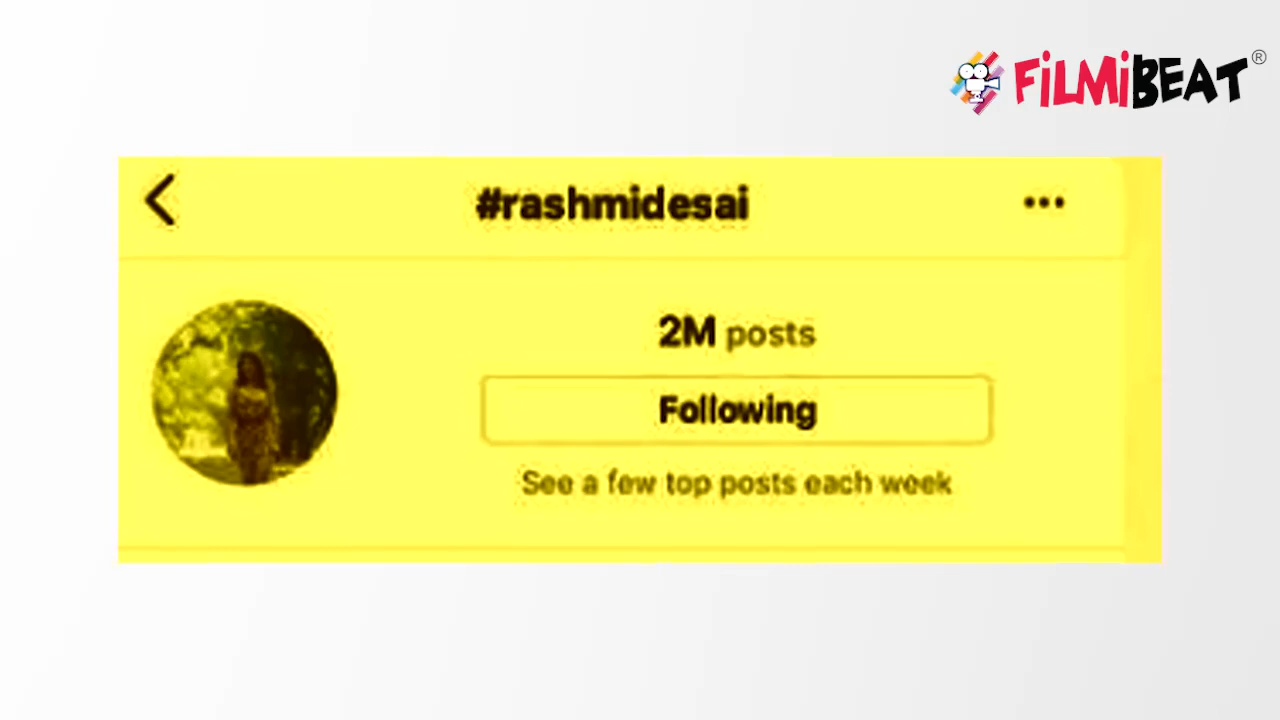 FiLMiBEAT®
#rashmidesai
2M posts
Following
See a few top posts each week